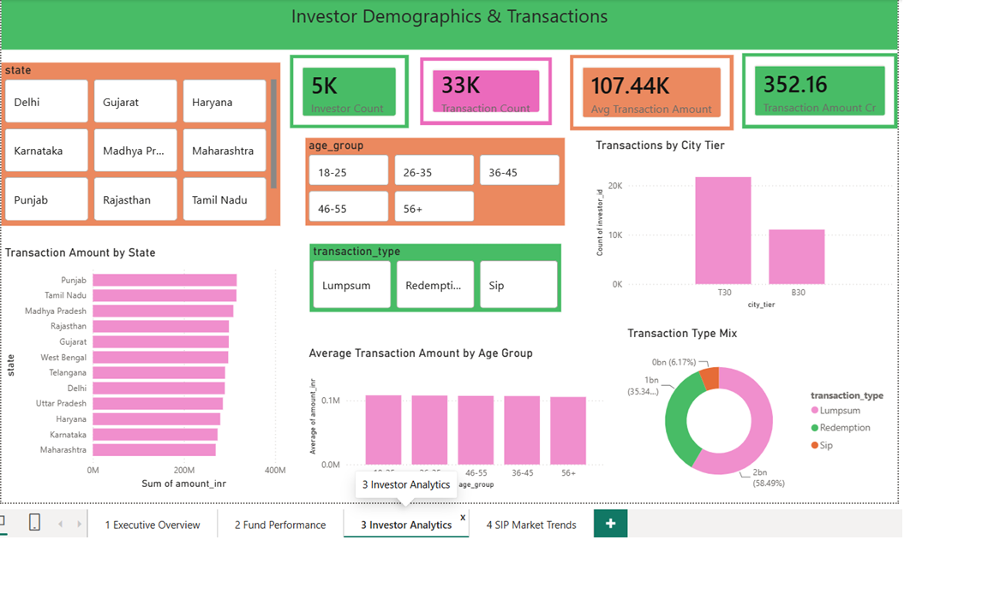 Investor Demographics & Transactions
state
Delhi
Gujarat
Haryana
Karnataka
Madhya Pr...
Maharashtra
Punjab
Rajasthan
Tamil Nadu
5K
Investor Count
33K
Transaction Count
107.44K
Avg Transaction Amount
352.16
Transaction Amount Cr
age_group
18-25
26-35
36-45
46-55
56+
transaction_type
Lumpsum
Redempti...
Sip
Transactions by City Tier
Count of investor_id
20K
10K
0K
T30
B30
city_tier
Transaction Amount by State
state
Punjab
Tamil Nadu
Madhya Pradesh
Rajasthan
Gujarat
West Bengal
Telangana
Delhi
Uttar Pradesh
Haryana
Karnataka
Maharashtra
0M
200M
400M
Sum of amount_inr
Average Transaction Amount by Age Group
Average of amount_inr
0.1M
0.0M
46-55
36-45
56+
age_group
3 Investor Analytics
Transaction Type Mix
0bn (6.17%)
1bn
(35.34...)
2bn
(58.49%)
transaction_type
Lumpsum
Redemption
Sip
1 Executive Overview
2 Fund Performance
3 Investor Analytics
x
4 SIP Market Trends
+